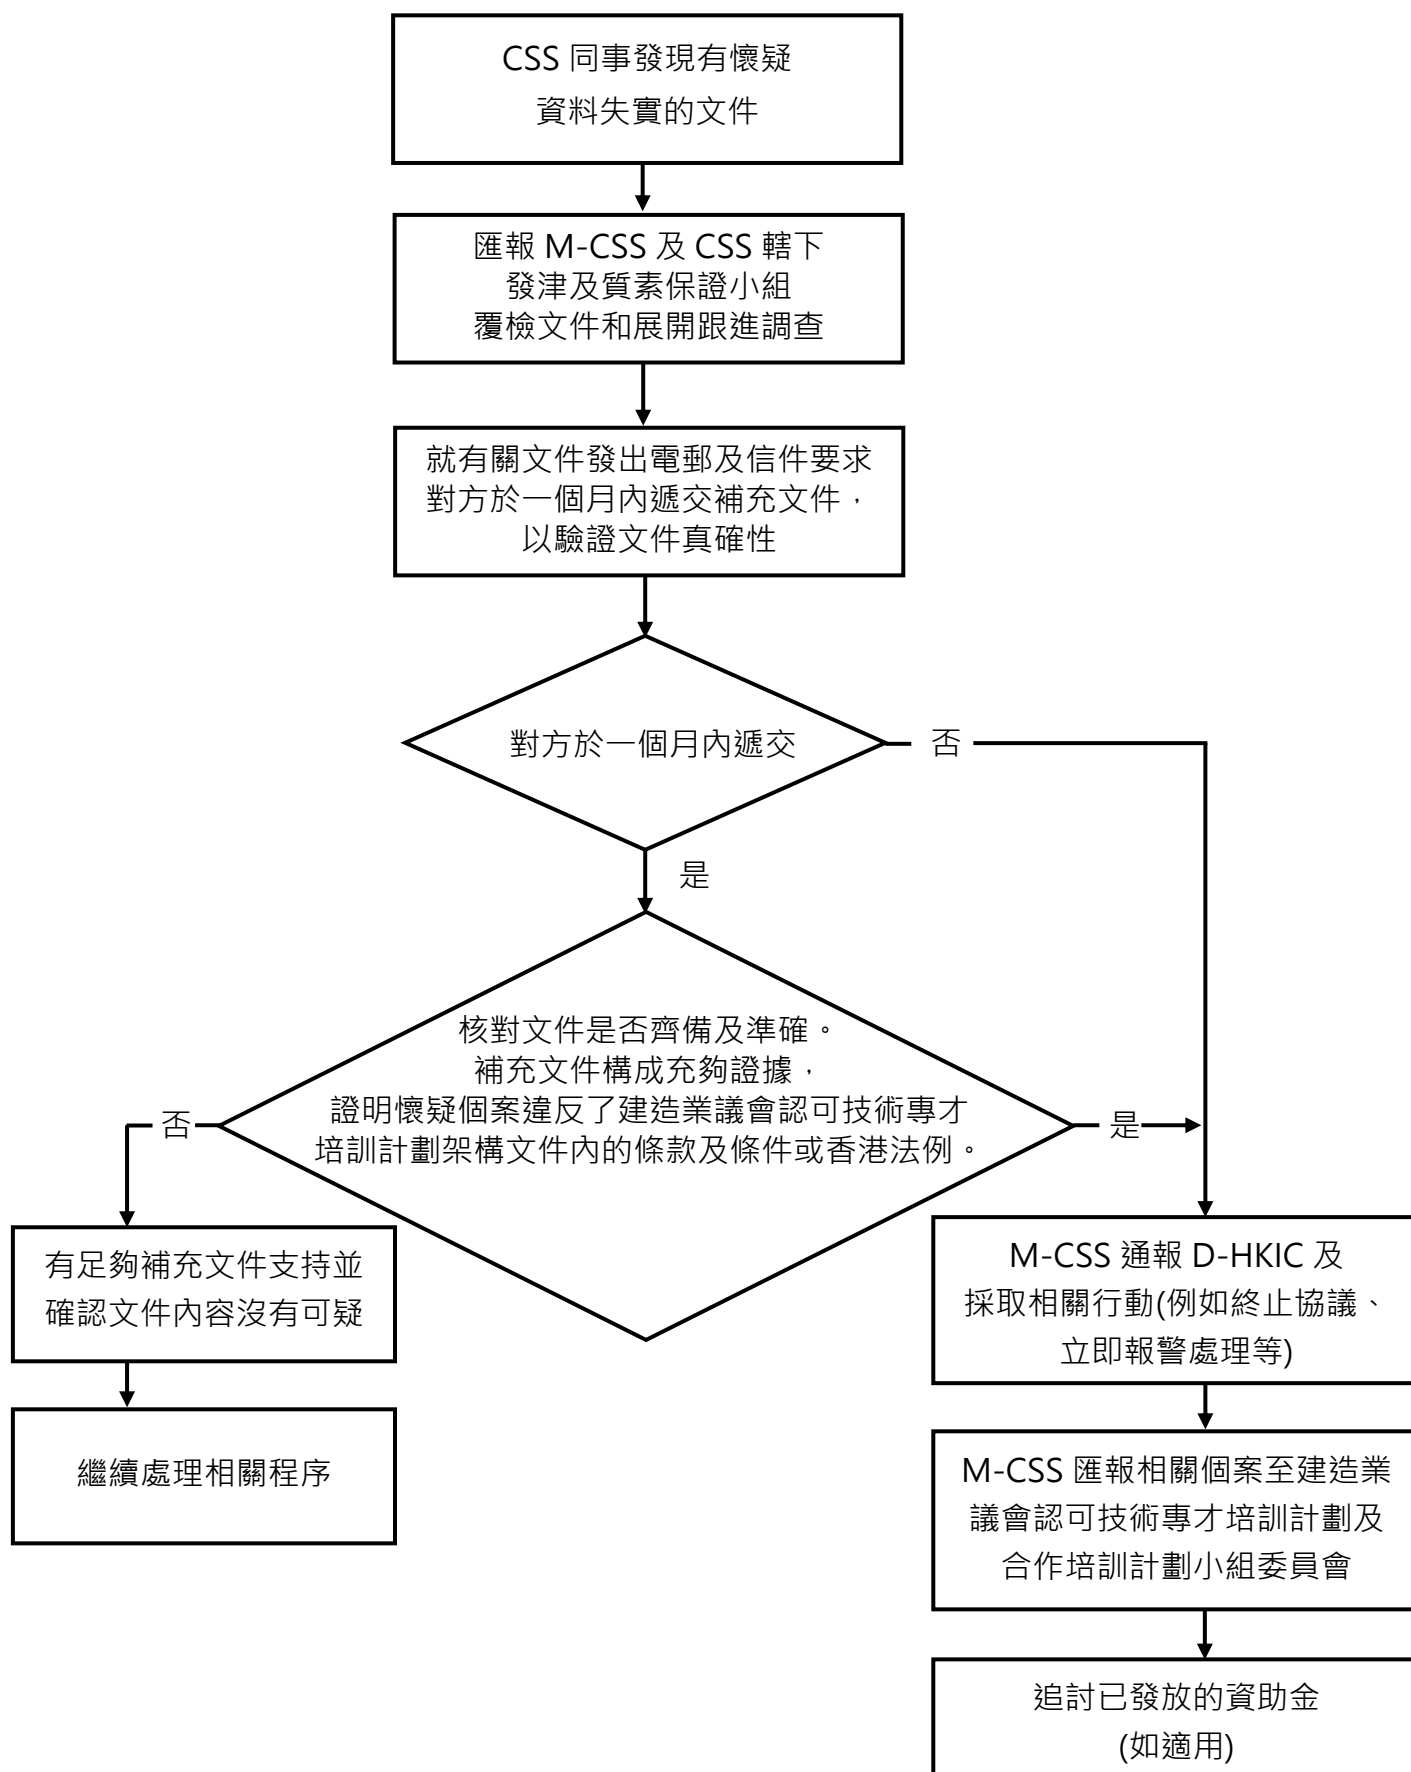 CSS 同事發現有懷疑
資料失實的文件
匯報 M-CSS 及 CSS 轄下
發津及質素保證小組
覆檢文件和展開跟進調查
就有關文件發出電郵及信件要求
對方於一個月內遞交補充文件，
以驗證文件真確性
對方於一個月內遞交
否
是
核對文件是否齊備及準確。
補充文件構成充夠證據，
證明懷疑個案違反了建造業議會認可技術專才
培訓計劃架構文件內的條款及條件或香港法例。
否
是
有足夠補充文件支持並
確認文件內容沒有可疑
繼續處理相關程序
M-CSS 通報 D-HKIC 及
採取相關行動(例如終止協議、
立即報警處理等)
M-CSS 匯報相關個案至建造業
議會認可技術專才培訓計劃及
合作培訓計劃小組委員會
追討已發放的資助金
(如適用)